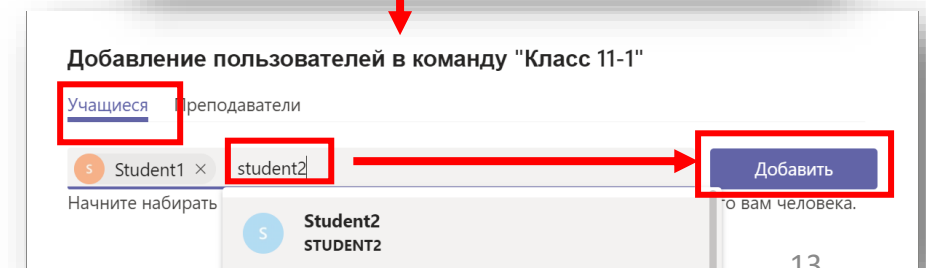 Добавление пользователей в команду "Класс 11-1"
Учащиеся Преподаватели
S Student1 × student2 Добавить
Начните набирать вам человека.
S Student2
STUDENT2
13